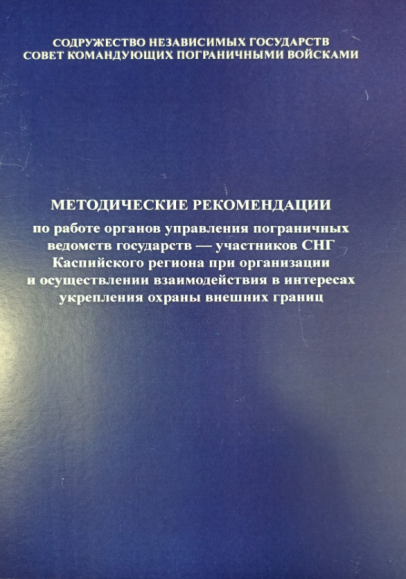 СОДРУЖЕСТВО НЕЗАВИСИМЫХ ГОСУДАРСТВ
СОВЕТ КОМАНДУЮЩИХ ПОГРАНИЧНЫМИ ВОЙСКАМИ
МЕТОДИЧЕСКИЕ РЕКОМЕНДАЦИИ
по работе органов управления пограничных
ведомств государств — участников СНГ
Каспийского региона при организации
и осуществлении взаимодействия в интересах
укрепления охраны внешних границ